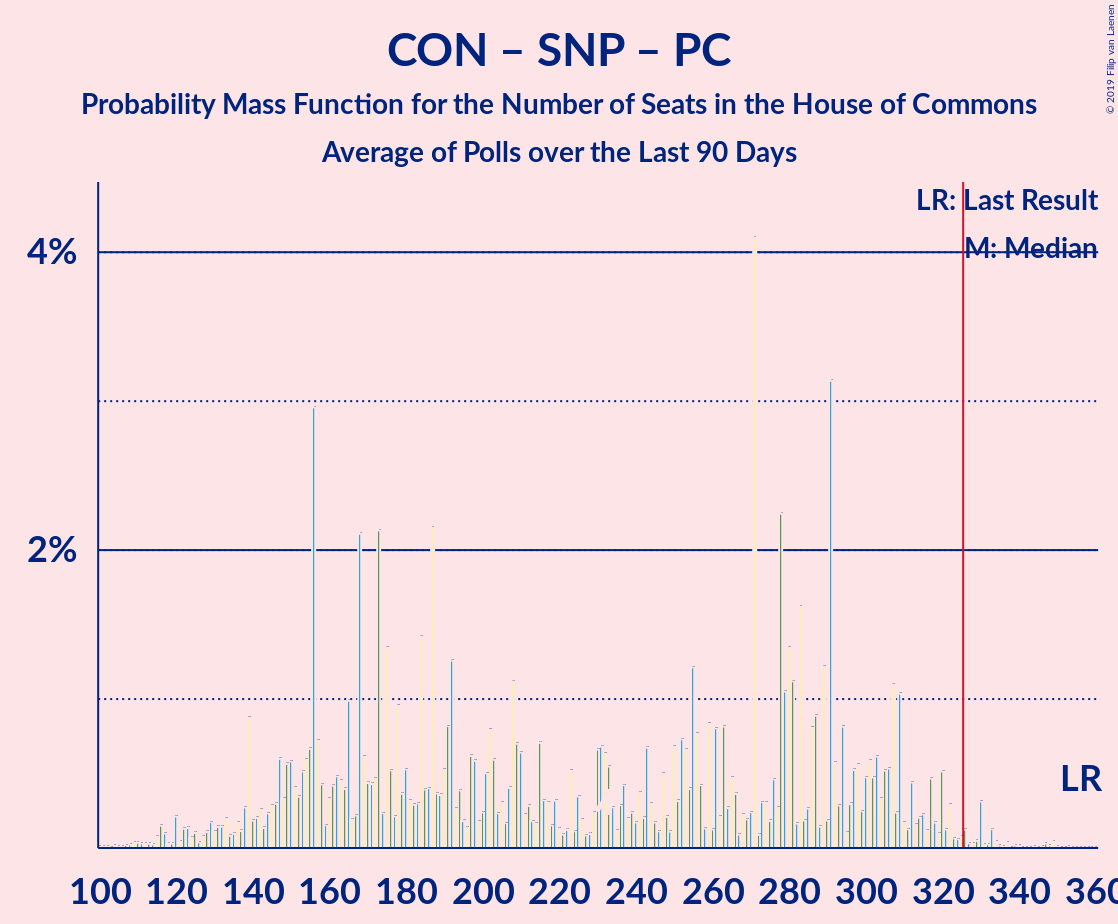 CON – SNP – PC
Probability Mass Function for the Number of Seats in the House of Commons
Average of Polls over the Last 90 Days
© 2019 Filip van Laenen
LR: Last Result
M: Median
4%
2%
LR
100 120 140 160 180 200 220 240 260 280 300 320 340 360